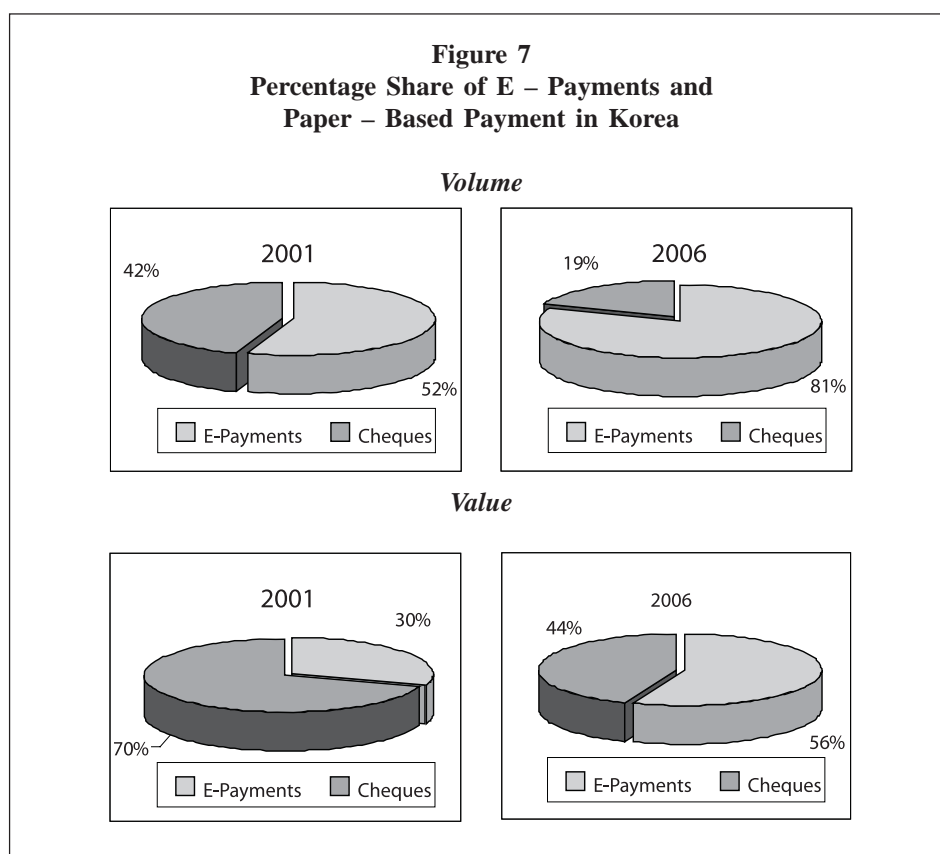 Figure 7
Percentage Share of E – Payments and
Paper – Based Payment in Korea
Volume
2001
42%
52%
E-Payments Cheques
2006
19%
81%
E-Payments Cheques
Value
2001
30%
70%
E-Payments Cheques
2006
44%
56%
E-Payments Cheques